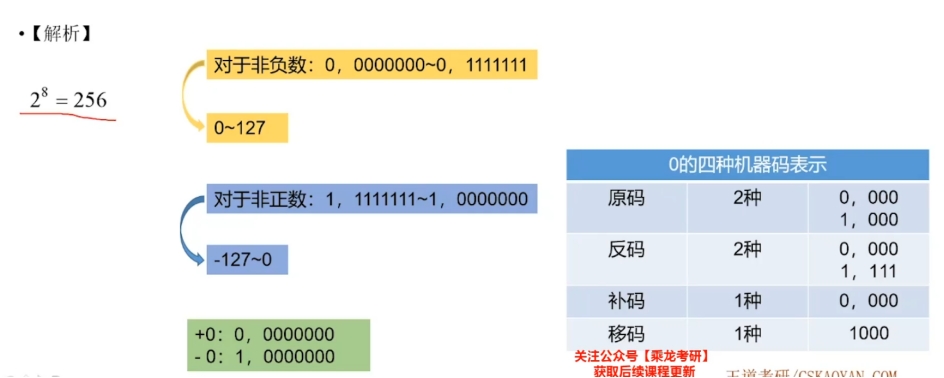 •【解析】
2⁸ = 256
对于非负数：0，0000000~0，1111111
0~127
对于非正数：1，1111111~1，0000000
-127~0
+0：0，0000000
- 0：1，0000000
0的四种机器码表示
原码 2种 0，000
1，000
反码 2种 0，000
1，111
补码 1种 0，000
移码 1种 1000
关注公众号【乘龙考研】
获取后续课程更新
王道考研/CSKAOYAN.COM